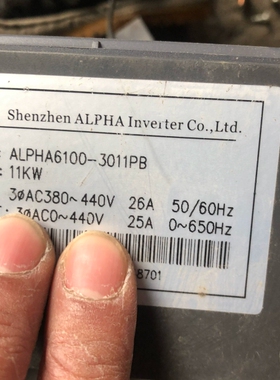 Shenzhen ALPHA Inverter Co.,Ltd.
: ALPHA6100-3011PB
: 11KW
: 3ØAC380~440V 26A 50/60Hz
: 3ØAC0~440V 25A 0~650Hz
8701